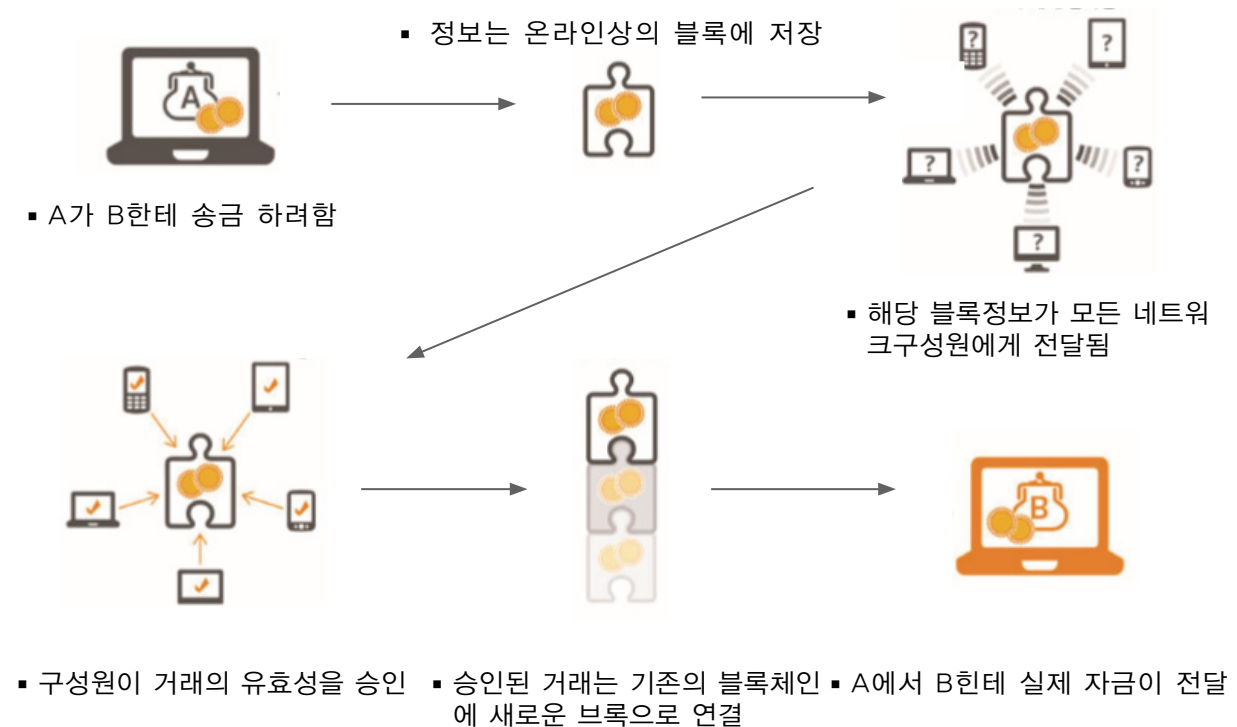 ▪ 정보는 온라인상의 블록에 저장
A
? ?
? ?
?
▪ A가 B한테 송금 하려함
▪ 해당 블록정보가 모든 네트워
크구성원에게 전달됨
B
▪ 구성원이 거래의 유효성을 승인
▪ 승인된 거래는 기존의 블록체인
에 새로운 브록으로 연결
▪ A에서 B힌테 실제 자금이 전달